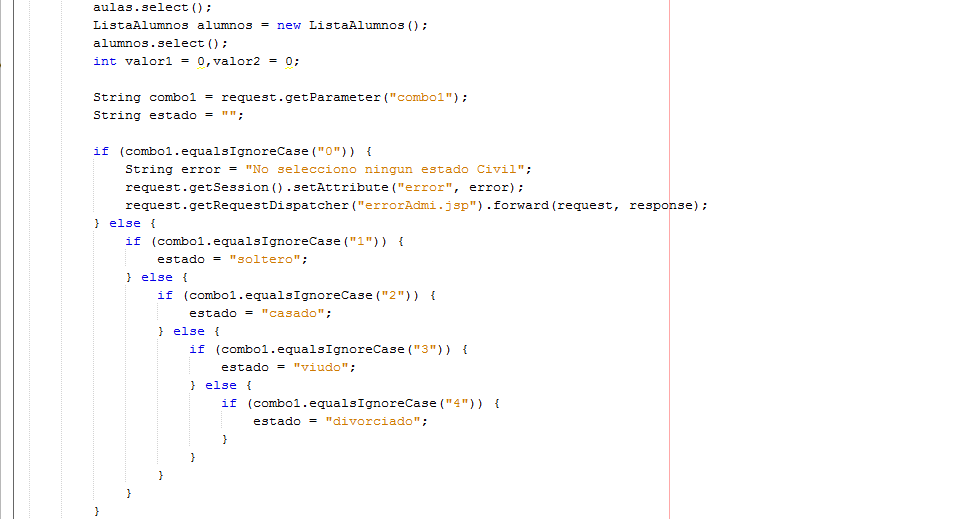 aulas.select();
ListaAlumnos alumnos = new ListaAlumnos();
alumnos.select();
int valor1 = 0,valor2 = 0;
String combo1 = request.getParameter("combo1");
String estado = "";
if (combo1.equalsIgnoreCase("0")) {
String error = "No selecciono ningun estado Civil";
request.getSession().setAttribute("error", error);
request.getRequestDispatcher("errorAdmi.jsp").forward(request, response);
} else {
if (combo1.equalsIgnoreCase("1")) {
estado = "soltero";
} else {
if (combo1.equalsIgnoreCase("2")) {
estado = "casado";
} else {
if (combo1.equalsIgnoreCase("3")) {
estado = "viudo";
} else {
if (combo1.equalsIgnoreCase("4")) {
estado = "divorciado";
}
}
}
}
}